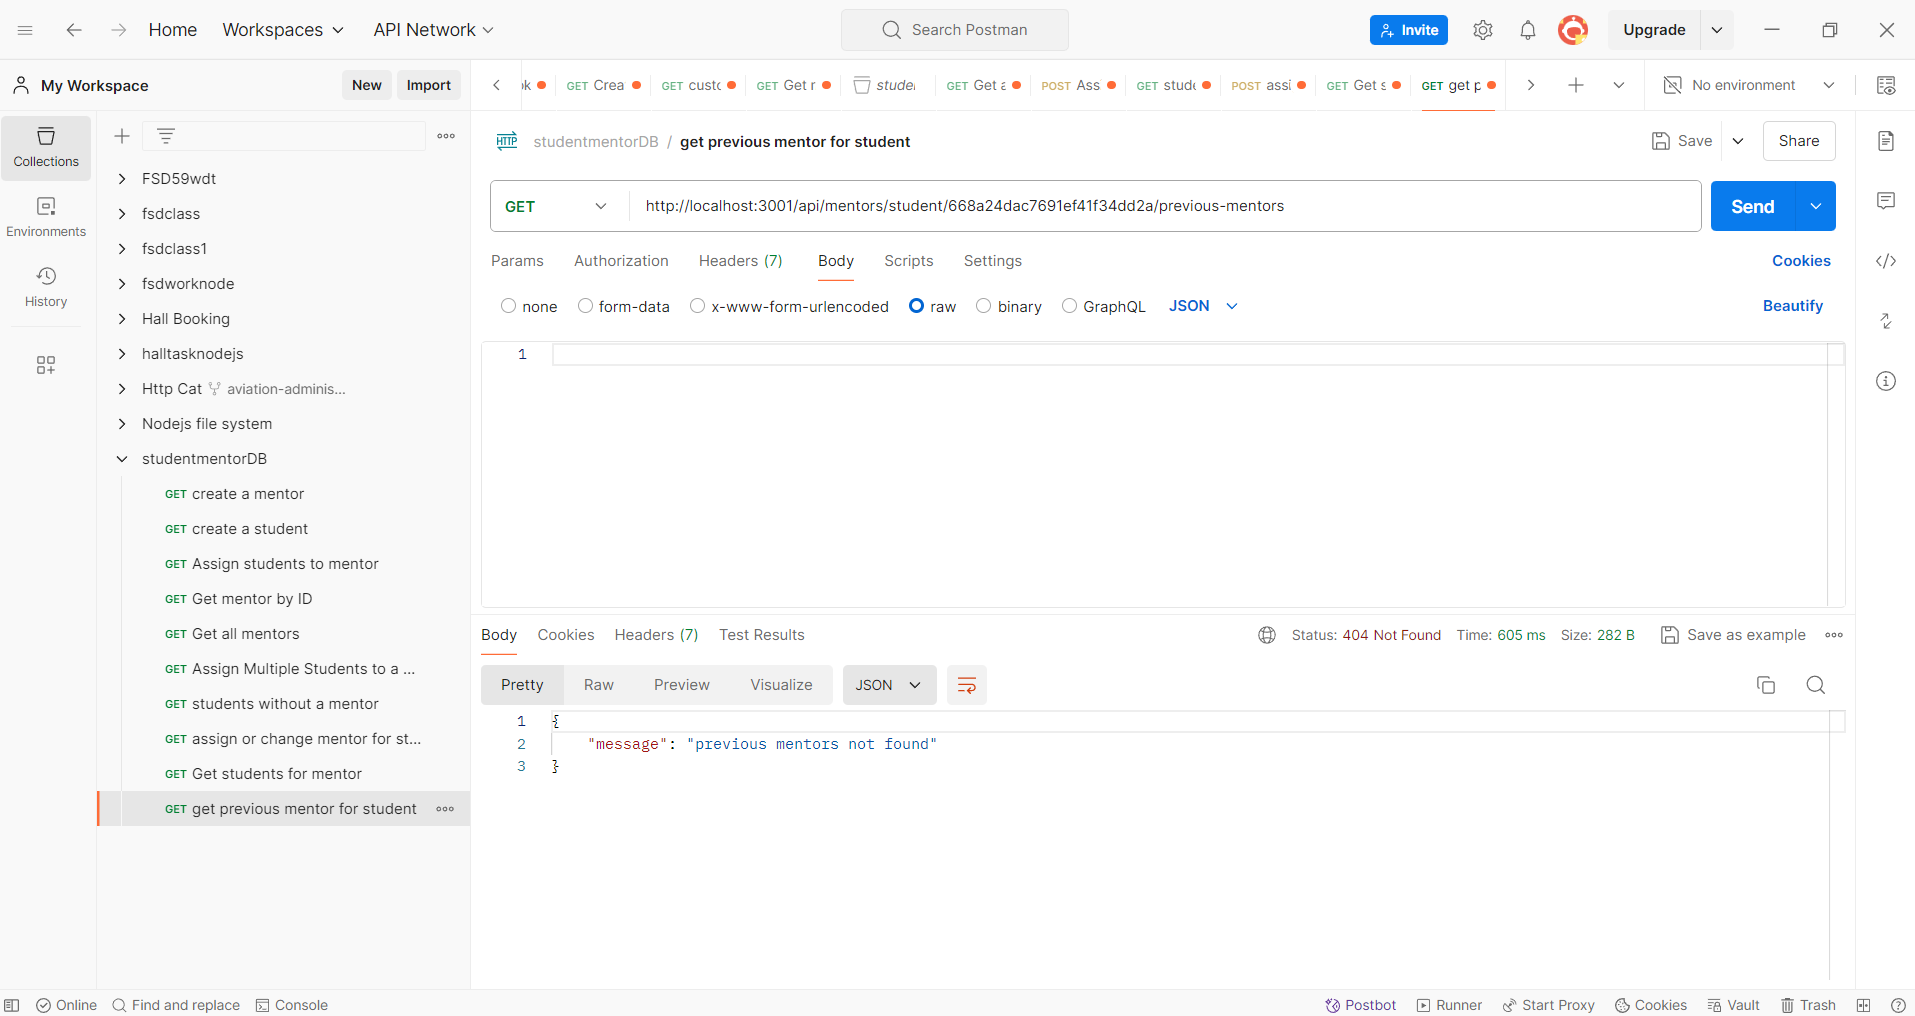 Home Workspaces API Network Search Postman Invite Upgrade
My Workspace New Import
GET Crea GET GET Get r GET Get a POST Ass GET stude POST assi GET Get s GET get p No environment
Collections
Environments
History
FSD59wdt
fsdclass
fsdclass1
fsdworknode
Hall Booking
halltasknodejs
Http Cat aviation-adminis...
Nodejs file system
studentmentorDB
GET create a mentor
GET create a student
GET Assign students to mentor
GET Get mentor by ID
GET Get all mentors
GET Assign Multiple Students to a ...
GET students without a mentor
GET assign or change mentor for st...
GET Get students for mentor
GET get previous mentor for student
HTTP studentmentorDB / get previous mentor for student Save Share
GET http://localhost:3001/api/mentors/student/668a24dac7691ef41f34dd2a/previous-mentors Send
Params Authorization Headers (7) Body Scripts Settings Cookies
none form-data x-www-form-urlencoded raw binary GraphQL JSON Beautify
1
Body Cookies Headers (7) Test Results Status: 404 Not Found Time: 605 ms Size: 282 B Save as example
Pretty Raw Preview Visualize JSON
1 {
2 "message": "previous mentors not found"
3 }
Online Find and replace Console Postbot Runner Start Proxy Cookies Vault Trash